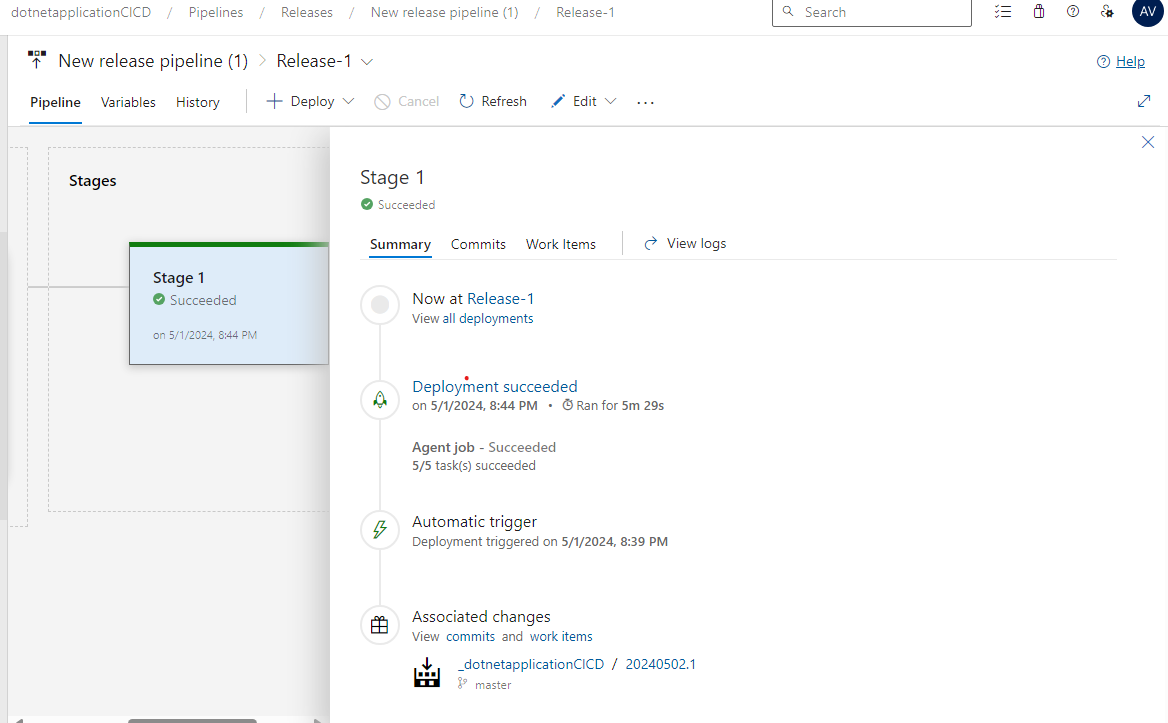 dotnetapplicationCICD / Pipelines / Releases / New release pipeline (1) / Release-1
Search
AV
New release pipeline (1) > Release-1
Help
Pipeline Variables History Deploy Cancel Refresh Edit ...
Stages
Stage 1
Succeeded
on 5/1/2024, 8:44 PM
Stage 1
Succeeded
Summary Commits Work Items View logs
Now at Release-1
View all deployments
Deployment succeeded
on 5/1/2024, 8:44 PM • Ran for 5m 29s
Agent job - Succeeded
5/5 task(s) succeeded
Automatic trigger
Deployment triggered on 5/1/2024, 8:39 PM
Associated changes
View commits and work items
_dotnetapplicationCICD / 20240502.1
master